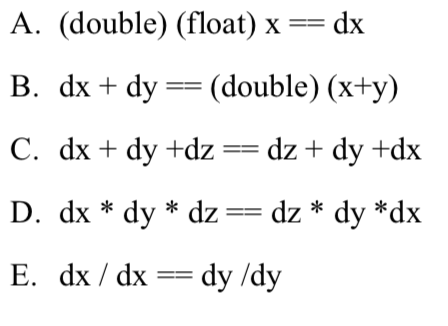 A. (double) (float) x == dx
B. dx + dy == (double) (x+y)
C. dx + dy +dz == dz + dy +dx
D. dx * dy * dz == dz * dy *dx
E. dx / dx == dy /dy